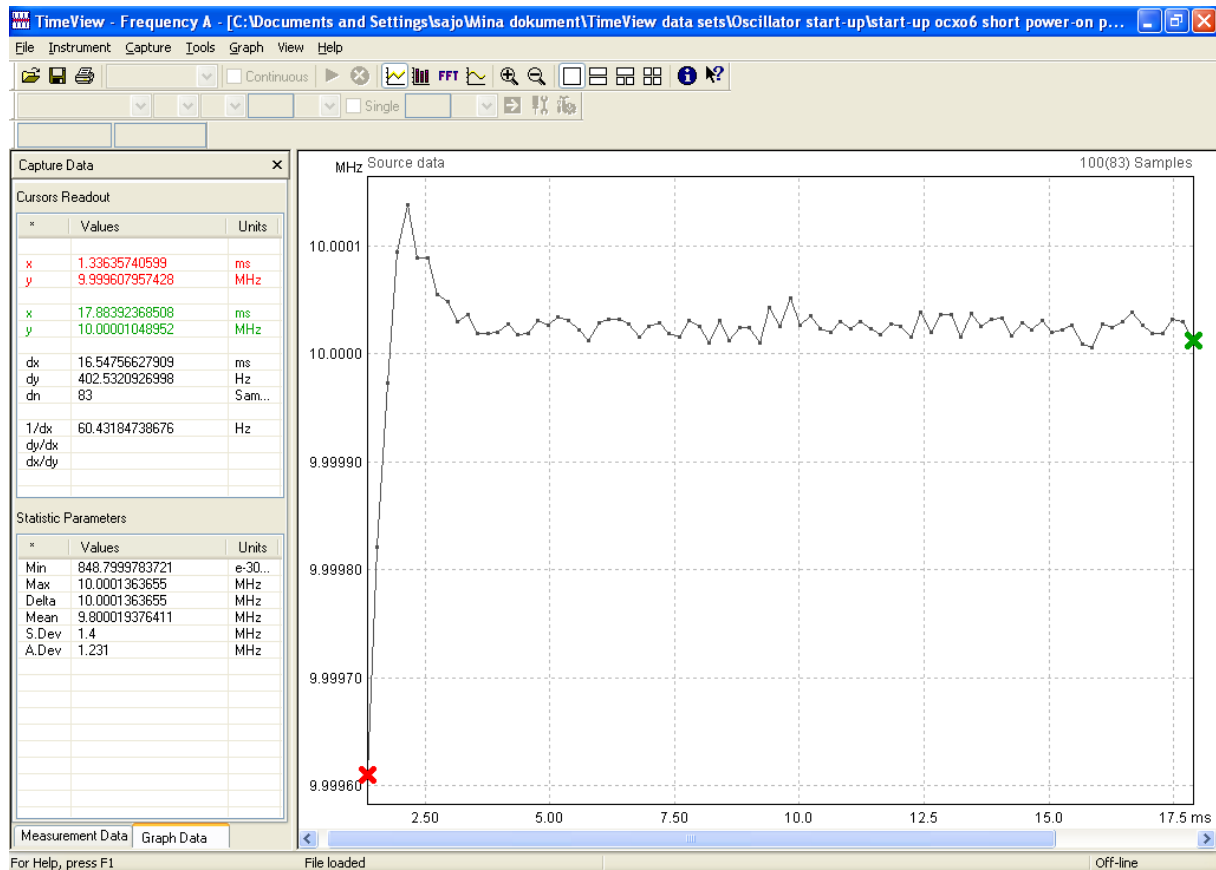 TimeView - Frequency A - [C:\Documents and Settings\sajo\Mina dokument\TimeView data sets\Oscillator start-up\start-up ocxo6 short power-on p...
File Instrument Capture Tools Graph View Help
Continuous FFT
Single
Capture Data
Cursors Readout
* Values Units
x 1.33635740599 ms
y 9.999607957428 MHz
x 17.88392368508 ms
y 10.00001048952 MHz
dx 16.54756627909 ms
dy 402.5320926998 Hz
dn 83 Sam...
1/dx 60.43184738676 Hz
dy/dx
dx/dy
Statistic Parameters
* Values Units
Min 848.7999783721 e-30...
Max 10.0001363655 MHz
Delta 10.0001363655 MHz
Mean 9.800019376411 MHz
S.Dev 1.4 MHz
A.Dev 1.231 MHz
Measurement Data Graph Data
MHz Source data 100(83) Samples
10.0001
10.0000
9.99990
9.99980
9.99970
9.99960
2.50 5.00 7.50 10.0 12.5 15.0 17.5 ms
For Help, press F1 File loaded Off-line